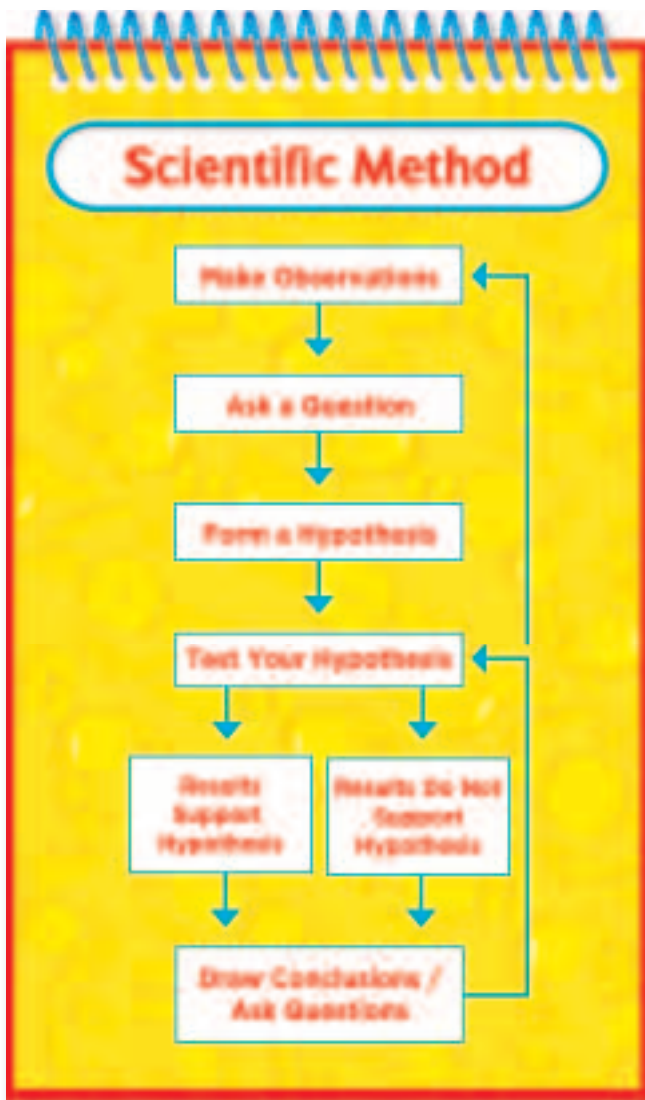 Scientific Method
Make Observations
Ask a Question
Form a Hypothesis
Test Your Hypothesis
Results
Support
Hypothesis
Results Do Not
Support
Hypothesis
Draw Conclusions /
Ask Questions